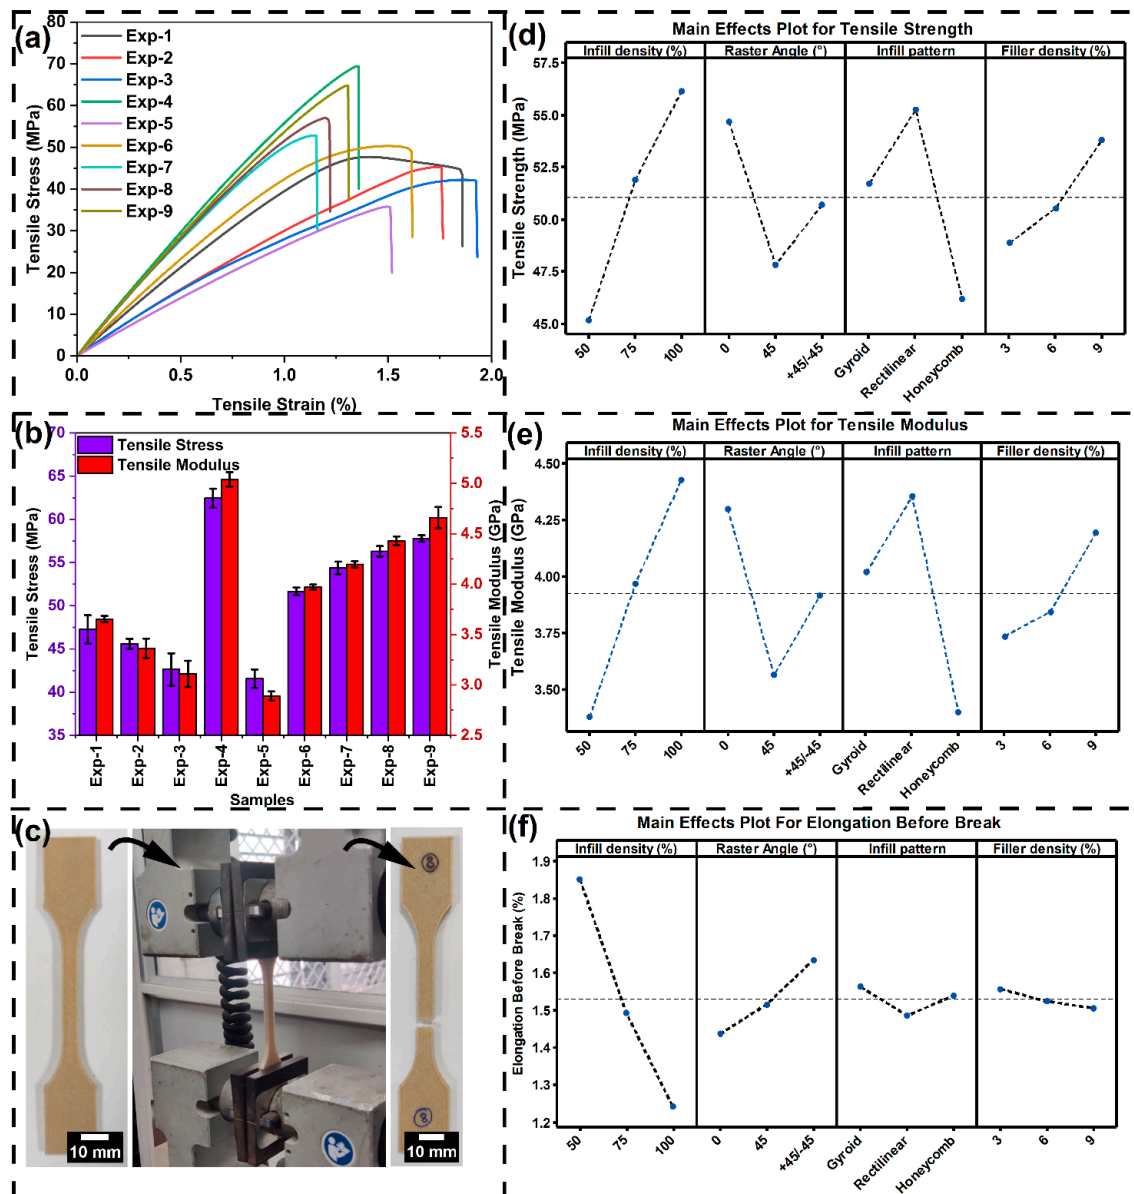 (a)
Exp-1
Exp-2
Exp-3
Exp-4
Exp-5
Exp-6
Exp-7
Exp-8
Exp-9
Tensile Stress (MPa)
80
70
60
50
40
30
20
10
0
0.0 0.5 1.0 1.5 2.0
Tensile Strain (%)
(b)
Tensile Stress
Tensile Modulus
Tensile Stress (MPa)
70
65
60
55
50
45
40
35
Tensile Modulus (GPa)
5.5
5.0
4.5
4.0
3.5
3.0
2.5
Exp-1 Exp-2 Exp-3 Exp-4 Exp-5 Exp-6 Exp-7 Exp-8 Exp-9
Samples
(c)
10 mm
8
8
10 mm
(d)
Main Effects Plot for Tensile Strength
Infill density (%) Raster Angle (°) Infill pattern Filler density (%)
Tensile Strength (MPa)
57.5
55.0
52.5
50.0
47.5
45.0
50 75 100 0 45 +45/-45 Gyroid Rectilinear Honeycomb 3 6 9
(e)
Main Effects Plot for Tensile Modulus
Infill density (%) Raster Angle (°) Infill pattern Filler density (%)
Tensile Modulus (GPa)
4.50
4.25
4.00
3.75
3.50
50 75 100 0 45 +45/-45 Gyroid Rectilinear Honeycomb 3 6 9
(f)
Main Effects Plot For Elongation Before Break
Infill density (%) Raster Angle (°) Infill pattern Filler density (%)
Elongation Before Break (%)
1.9
1.8
1.7
1.6
1.5
1.4
1.3
1.2
50 75 100 0 45 +45/-45 Gyroid Rectilinear Honeycomb 3 6 9